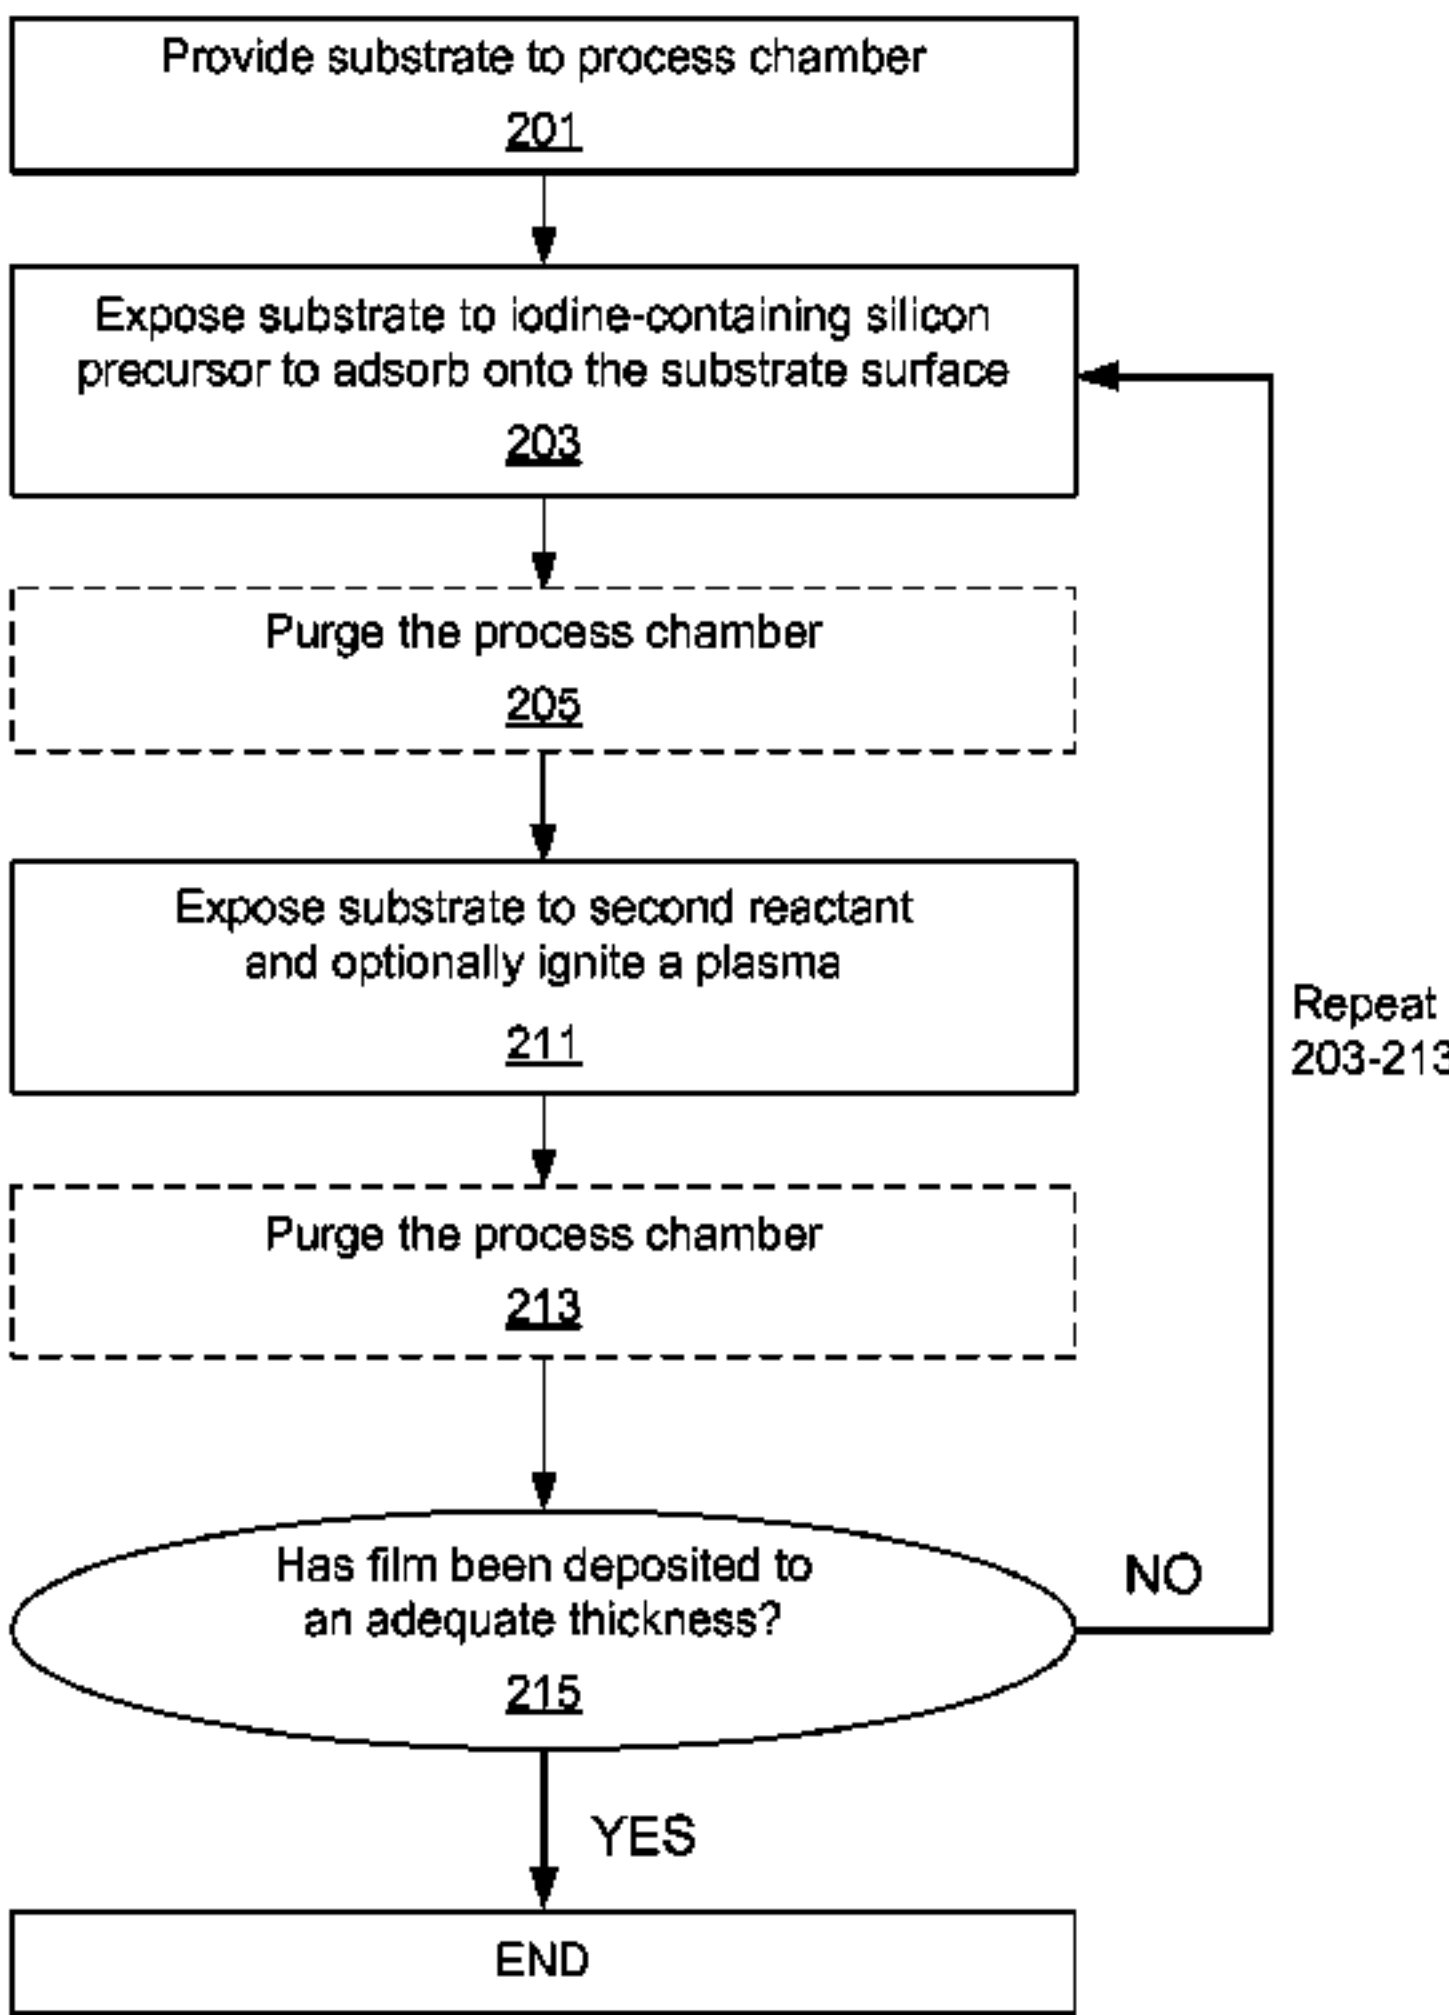 Provide substrate to process chamber
201
Expose substrate to iodine-containing silicon
precursor to adsorb onto the substrate surface
203
Purge the process chamber
205
Expose substrate to second reactant
and optionally ignite a plasma
211
Repeat
203-213
Purge the process chamber
213
Has film been deposited to
an adequate thickness?
215
NO
YES
END